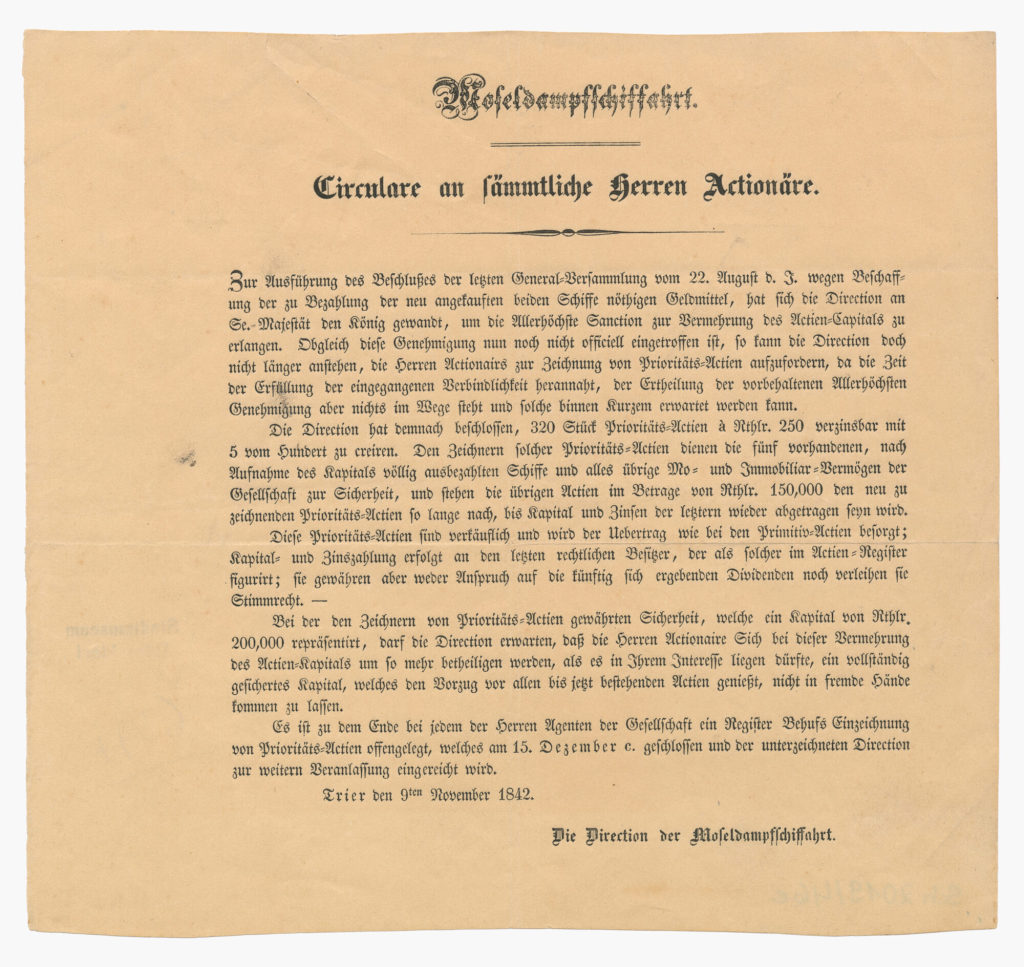 Moseldampfschiffahrt.
Circulare an sämmtliche Herren Actionäre.
Zur Ausführung des Beschlußes der letzten General-Versammlung vom 22. August d. J. wegen Beschaff-
ung der zu Bezahlung der neu angekauften beiden Schiffe nöthigen Geldmittel, hat sich die Direction an
Se. Majestät den König gewandt, um die Allerhöchste Sanction zur Vermehrung des Actien-Capitals zu
erlangen. Obgleich diese Genehmigung nun noch nicht officiell eingetroffen ist, so kann die Direction doch
nicht länger anstehen, die Herren Actionairs zur Zeichnung von Prioritäts-Actien aufzufordern, da die Zeit
der Erfüllung der eingegangenen Verbindlichkeit herannaht, der Ertheilung der vorbehaltenen Allerhöchsten
Genehmigung aber nichts im Wege steht und solche binnen Kurzem erwartet werden kann.
Die Direction hat demnach beschlossen, 320 Stück Prioritäts-Actien à Rthlr. 250 verzinsbar mit
5 vom Hundert zu creiren. Den Zeichnern solcher Prioritäts-Actien dienen die fünf vorhandenen, nach
Aufnahme des Kapitals völlig ausbezahlten Schiffe und alles übrige Mo- und Immobiliar-Vermögen der
Gesellschaft zur Sicherheit, und stehen die übrigen Actien im Betrage von Rthlr. 150,000 den neu zu
zeichnenden Prioritäts-Actien so lange nach, bis Kapital und Zinsen der letztern wieder abgetragen seyn wird.
Diese Prioritäts-Actien sind verkäuflich und wird der Uebertrag wie bei den Primitiv-Actien besorgt;
Kapital- und Zinszahlung erfolgt an den letzten rechtlichen Besitzer, der als solcher im Actien-Register
figurirt; sie gewähren aber weder Anspruch auf die künftig sich ergebenden Dividenden noch verleihen sie
Stimmrecht. —
Bei der den Zeichnern von Prioritäts-Actien gewährten Sicherheit, welche ein Kapital von Rthlr.
200,000 repräsentirt, darf die Direction erwarten, daß die Herren Actionaire Sich bei dieser Vermehrung
des Actien-Kapitals um so mehr betheiligen werden, als es in Ihrem Interesse liegen dürfte, ein vollständig
gesichertes Kapital, welches den Vorzug vor allen bis jetzt bestehenden Actien genießt, nicht in fremde Hände
kommen zu lassen.
Es ist zu dem Ende bei jedem der Herren Agenten der Gesellschaft ein Register Behufs Einzeichnung
von Prioritäts-Actien offengelegt, welches am 15. Dezember c. geschlossen und der unterzeichneten Direction
zur weitern Veranlassung eingereicht wird.
Trier den 9ten November 1842.
Die Direction der Moseldampfschiffahrt.